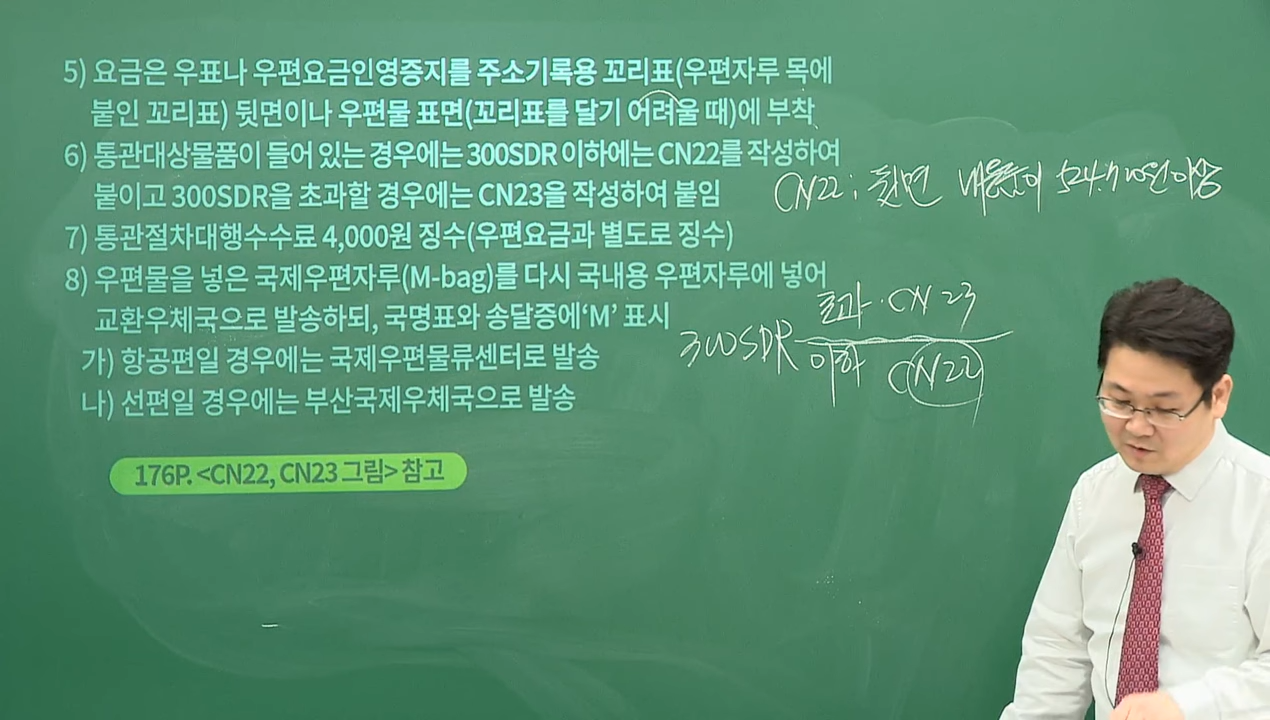 5) 요금은 우표나 우편요금인영증지를 주소기록용 꼬리표(우편자루 목에
붙인 꼬리표) 뒷면이나 우편물 표면(꼬리표를 달기 어려울 때)에 부착
6) 통관대상물품이 들어 있는 경우에는 300SDR 이하에는 CN22를 작성하여
붙이고 300SDR을 초과할 경우에는 CN23을 작성하여 붙임
CN22 : 뒷면 내용품이
7) 통관절차대행수수료 4,000원 징수(우편요금과 별도로 징수)
8) 우편물을 넣은 국제우편자루(M-bag)를 다시 국내용 우편자루에 넣어
교환우체국으로 발송하되, 국명표와 송달증에‘M’ 표시
초과·CN23
300SDR
이하 CN22
가) 항공편일 경우에는 국제우편물류센터로 발송
나) 선편일 경우에는 부산국제우체국으로 발송
176P. <CN22, CN23 그림> 참고